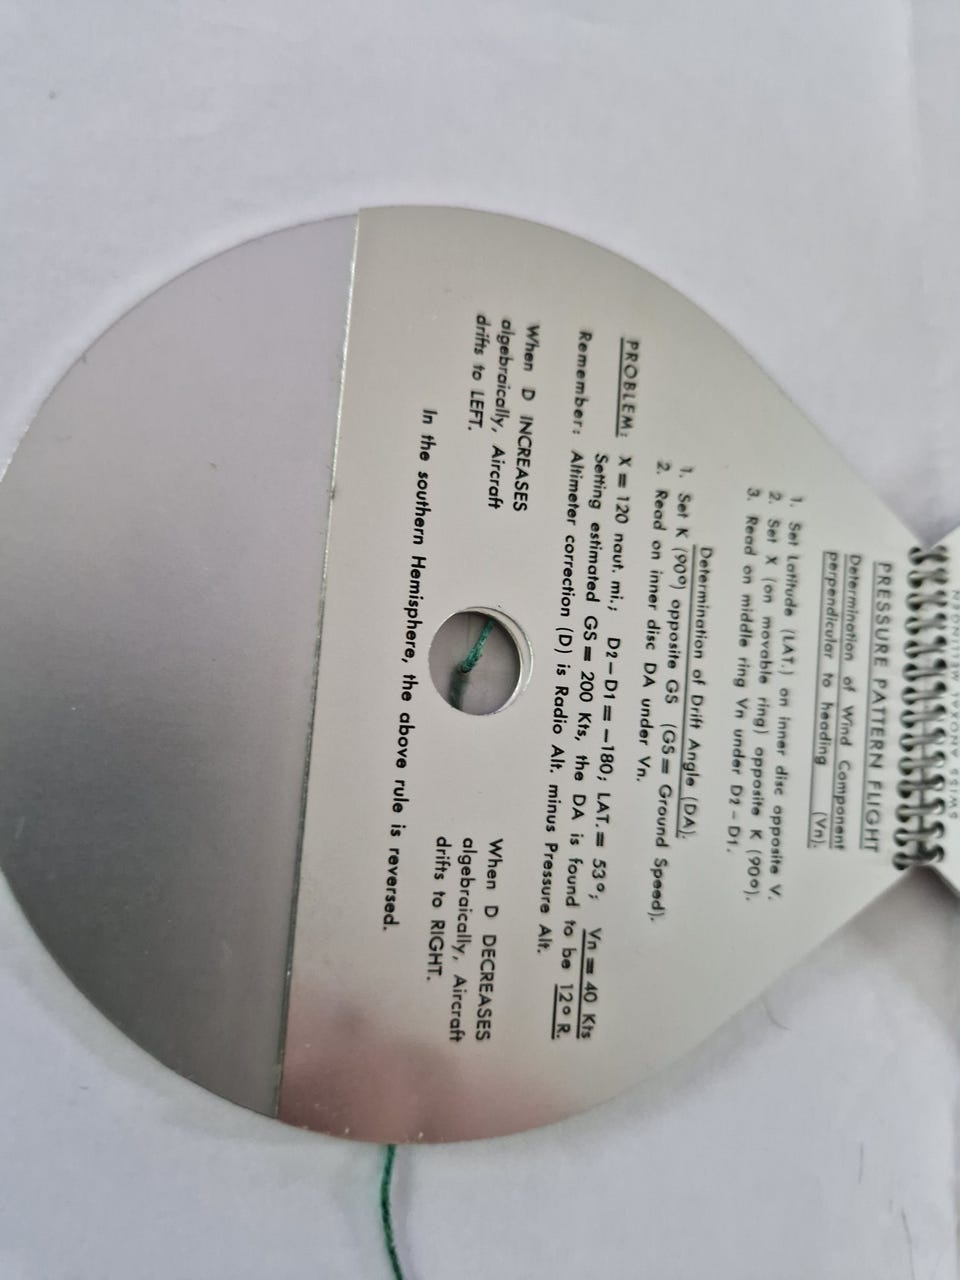 PRESSURE PATTERN FLIGHT
Determination of Wind Component
perpendicular to heading (Vn).
1. Set Latitude (LAT.) on inner disc opposite V.
2. Set X (on movable ring) opposite K (90°).
3. Read on middle ring Vn under D2 – D1.
Determination of Drift Angle (DA).
1. Set K (90°) opposite GS (GS = Ground Speed).
2. Read on inner disc DA under Vn.
PROBLEM: X = 120 naut. mi.; D2 – D1 = –180; LAT. = 53°; Vn = 40 Kts
Setting estimated GS = 200 Kts, the DA is found to be 12° R.
Remember: Altimeter correction (D) is Radio Alt. minus Pressure Alt.
When D INCREASES
algebraically, Aircraft
drifts to LEFT.
When D DECREASES
algebraically, Aircraft
drifts to RIGHT.
In the southern Hemisphere, the above rule is reversed.